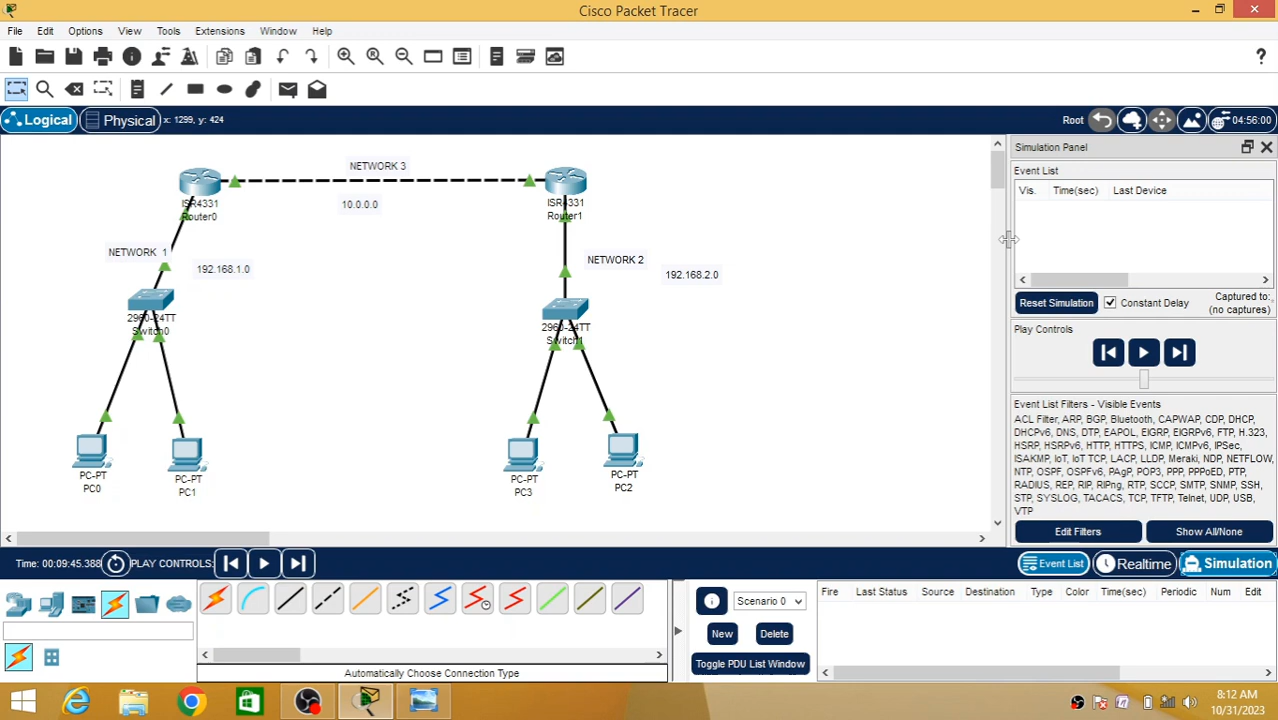 Cisco Packet Tracer
File Edit Options View Tools Extensions Window Help
Logical Physical x: 1299, y: 424 Root 04:56:00
Simulation Panel
Event List
Vis. Time(sec) Last Device
NETWORK 3
ISR4331
Router0
10.0.0.0
ISR4331
Router1
NETWORK 1
192.168.1.0
NETWORK 2
192.168.2.0
2960-24TT
Switch0
2960-24TT
Switch1
Reset Simulation Constant Delay Captured to:
(no captures)
Play Controls
Event List Filters - Visible Events
ACL Filter, ARP, BGP, Bluetooth, CAPWAP, CDP, DHCP,
DHCPv6, DNS, DTP, EAPOL, EIGRP, EIGRPv6, FTP, H.323,
HSRP, HSRPv6, HTTP, HTTPS, ICMP, ICMPv6, IPSec,
ISAKMP, IoT, IoT TCP, LACP, LLDP, Meraki, NDP, NETFLOW,
NTP, OSPF, OSPFv6, PAgP, POP3, PPP, PPPoED, PTP,
RADIUS, REP, RIP, RIPng, RTP, SCCP, SMTP, SNMP, SSH,
STP, SYSLOG, TACACS, TCP, TFTP, Telnet, UDP, USB,
VTP
PC-PT
PC0
PC-PT
PC1
PC-PT
PC3
PC-PT
PC2
Edit Filters Show All/None
Time: 00:09:45.388 PLAY CONTROLS: Event List Realtime Simulation
Scenario 0 Fire Last Status Source Destination Type Color Time(sec) Periodic Num Edit
New Delete
Toggle PDU List Window
Automatically Choose Connection Type
8:12 AM
10/31/2023